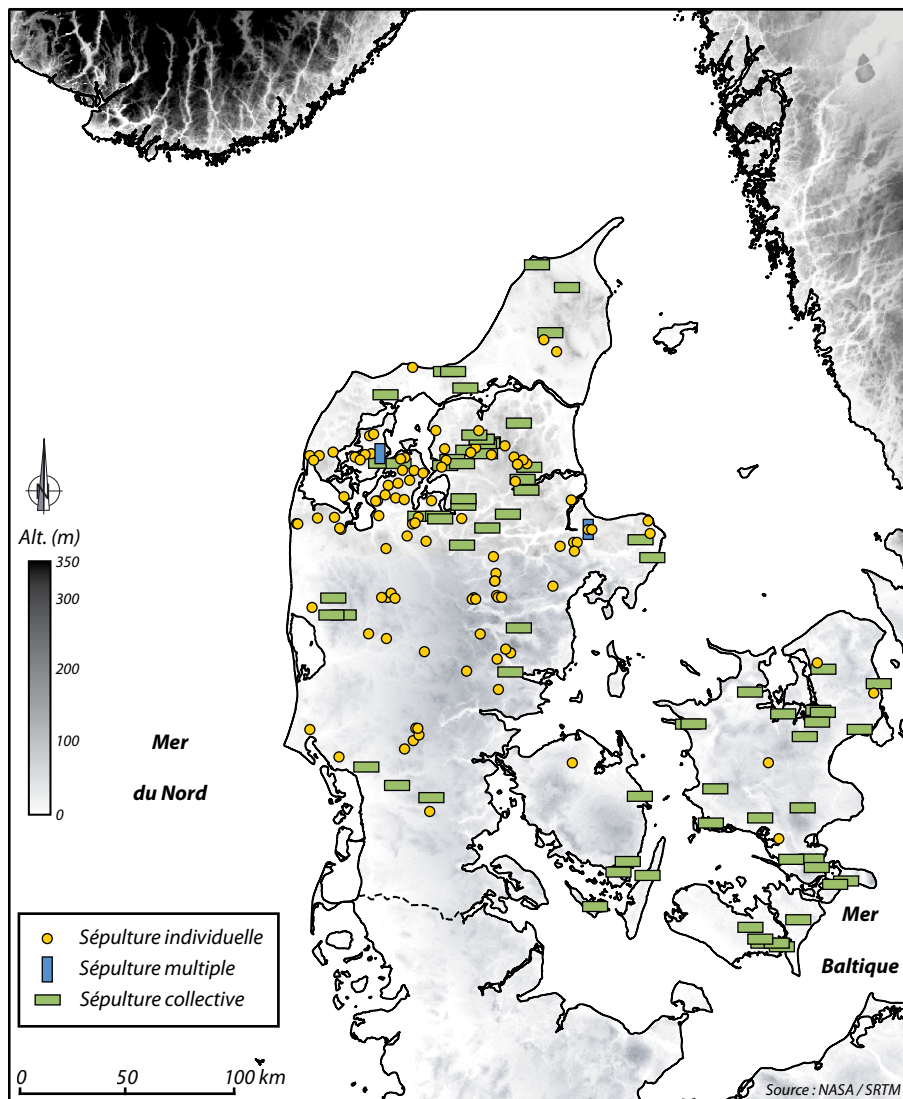 N
Alt. (m)
350
300
200
100
0
Mer
du Nord
Mer
Baltique
Sépulture individuelle
Sépulture multiple
Sépulture collective
0 50 100 km
Source : NASA / SRTM